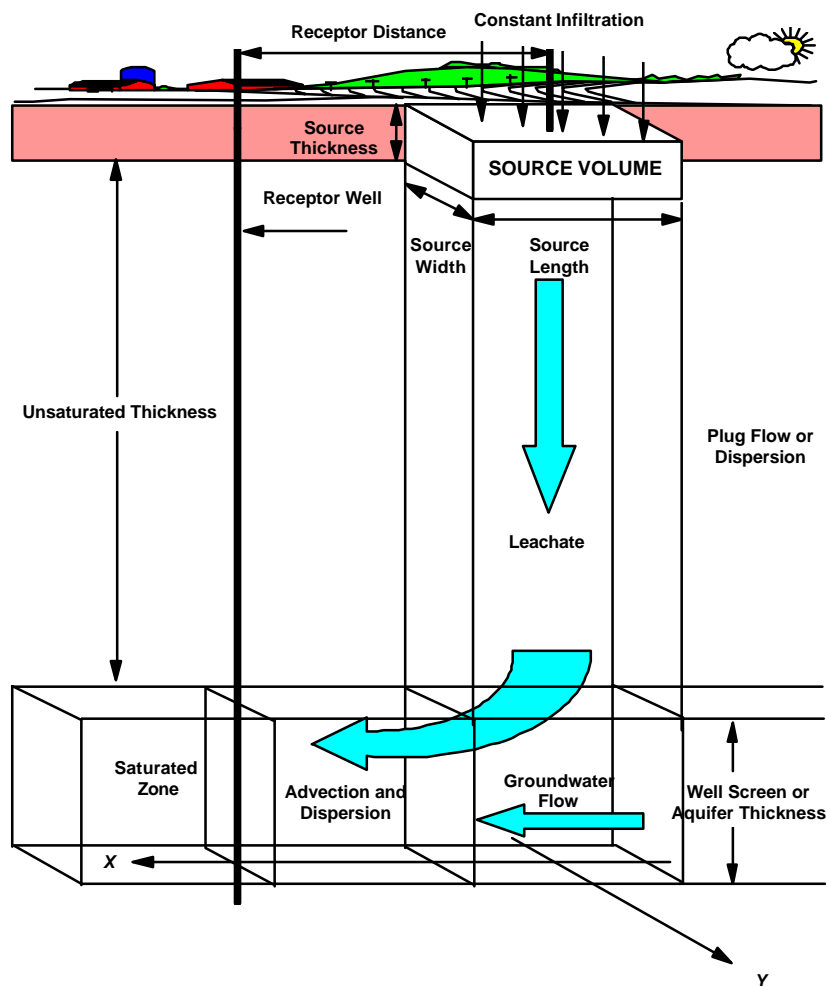 Constant Infiltration
Receptor Distance
Source
Thickness
SOURCE VOLUME
Receptor Well
Source
Width
Source
Length
Unsaturated Thickness
Plug Flow or
Dispersion
Leachate
Saturated
Zone
Advection and
Dispersion
Groundwater
Flow
Well Screen or
Aquifer Thickness
X
Y